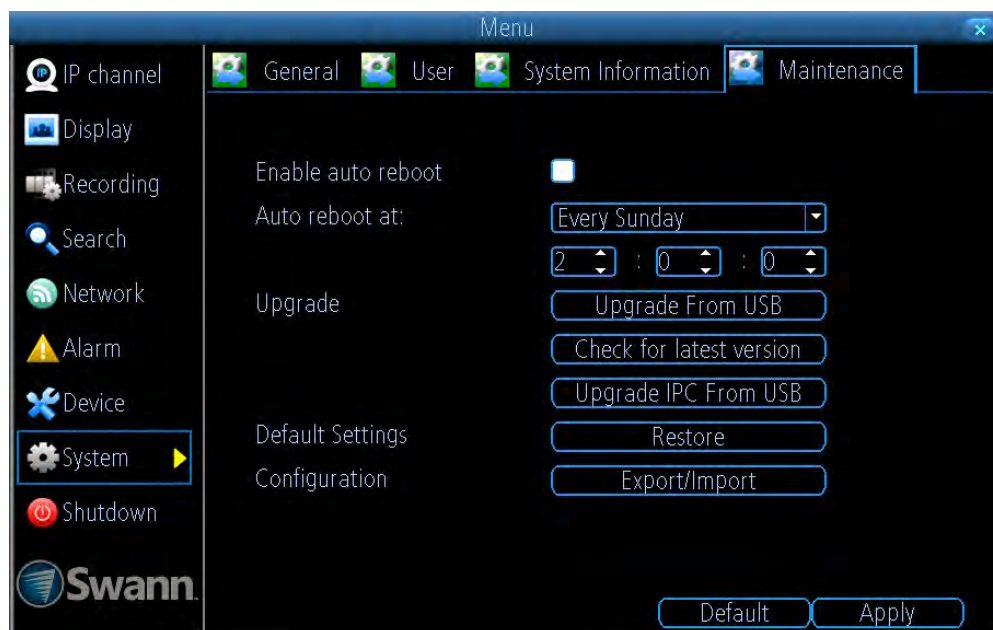 Menu
IP IP channel
Display
Recording
Search
Network
Alarm
Device
System
Shutdown
Swann
General User System Information Maintenance
Enable auto reboot
Auto reboot at: Every Sunday
2 : 0 : 0
Upgrade Upgrade From USB
Check for latest version
Upgrade IPC From USB
Default Settings Restore
Configuration Export/Import
Default Apply